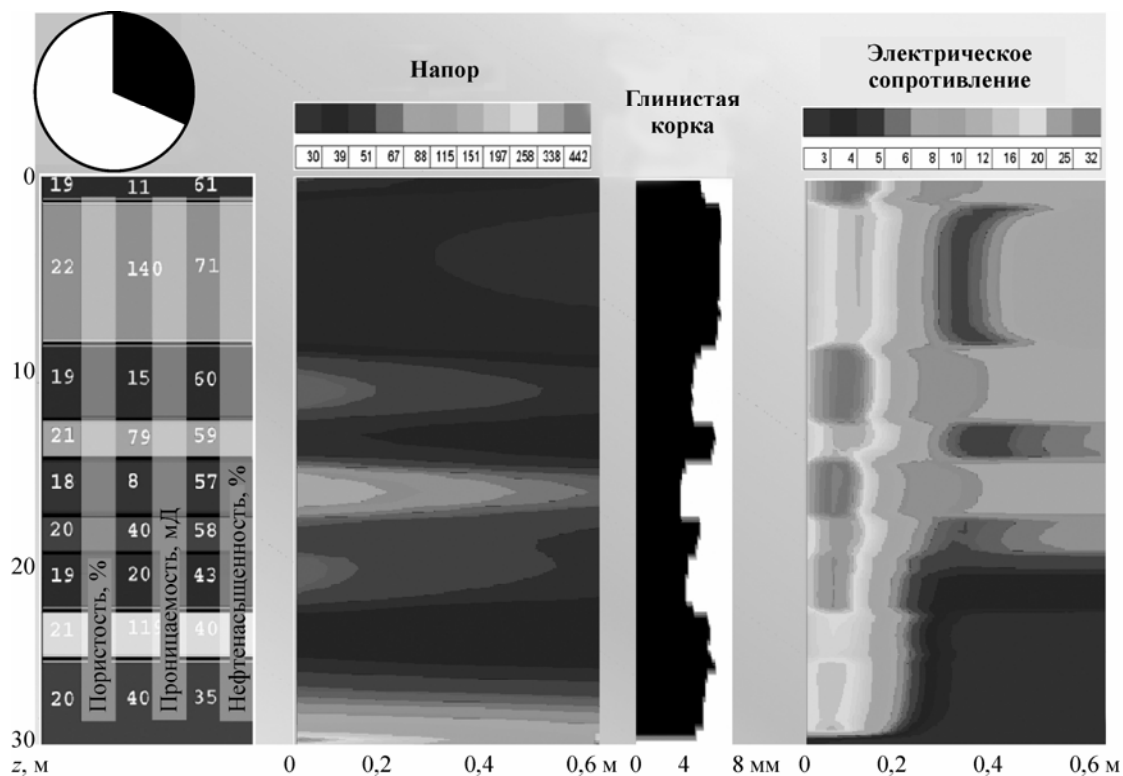 Напор
Глинистая
корка
Электрическое
сопротивление
30 39 51 67 88 115 151 197 258 338 442
3 4 5 6 8 10 12 16 20 25 32
0
19 11 61
22 140 71
10
19 15 60
21 79 59
18 8 57
20 40 58
20
19 20 43
21 119 40
20 40 35
30
Пористость, %
Проницаемость, мД
Нефтенасыщенность, %
z, м
0 0,2 0,4 0,6 м
0 4 8 мм
0 0,2 0,4 0,6 м